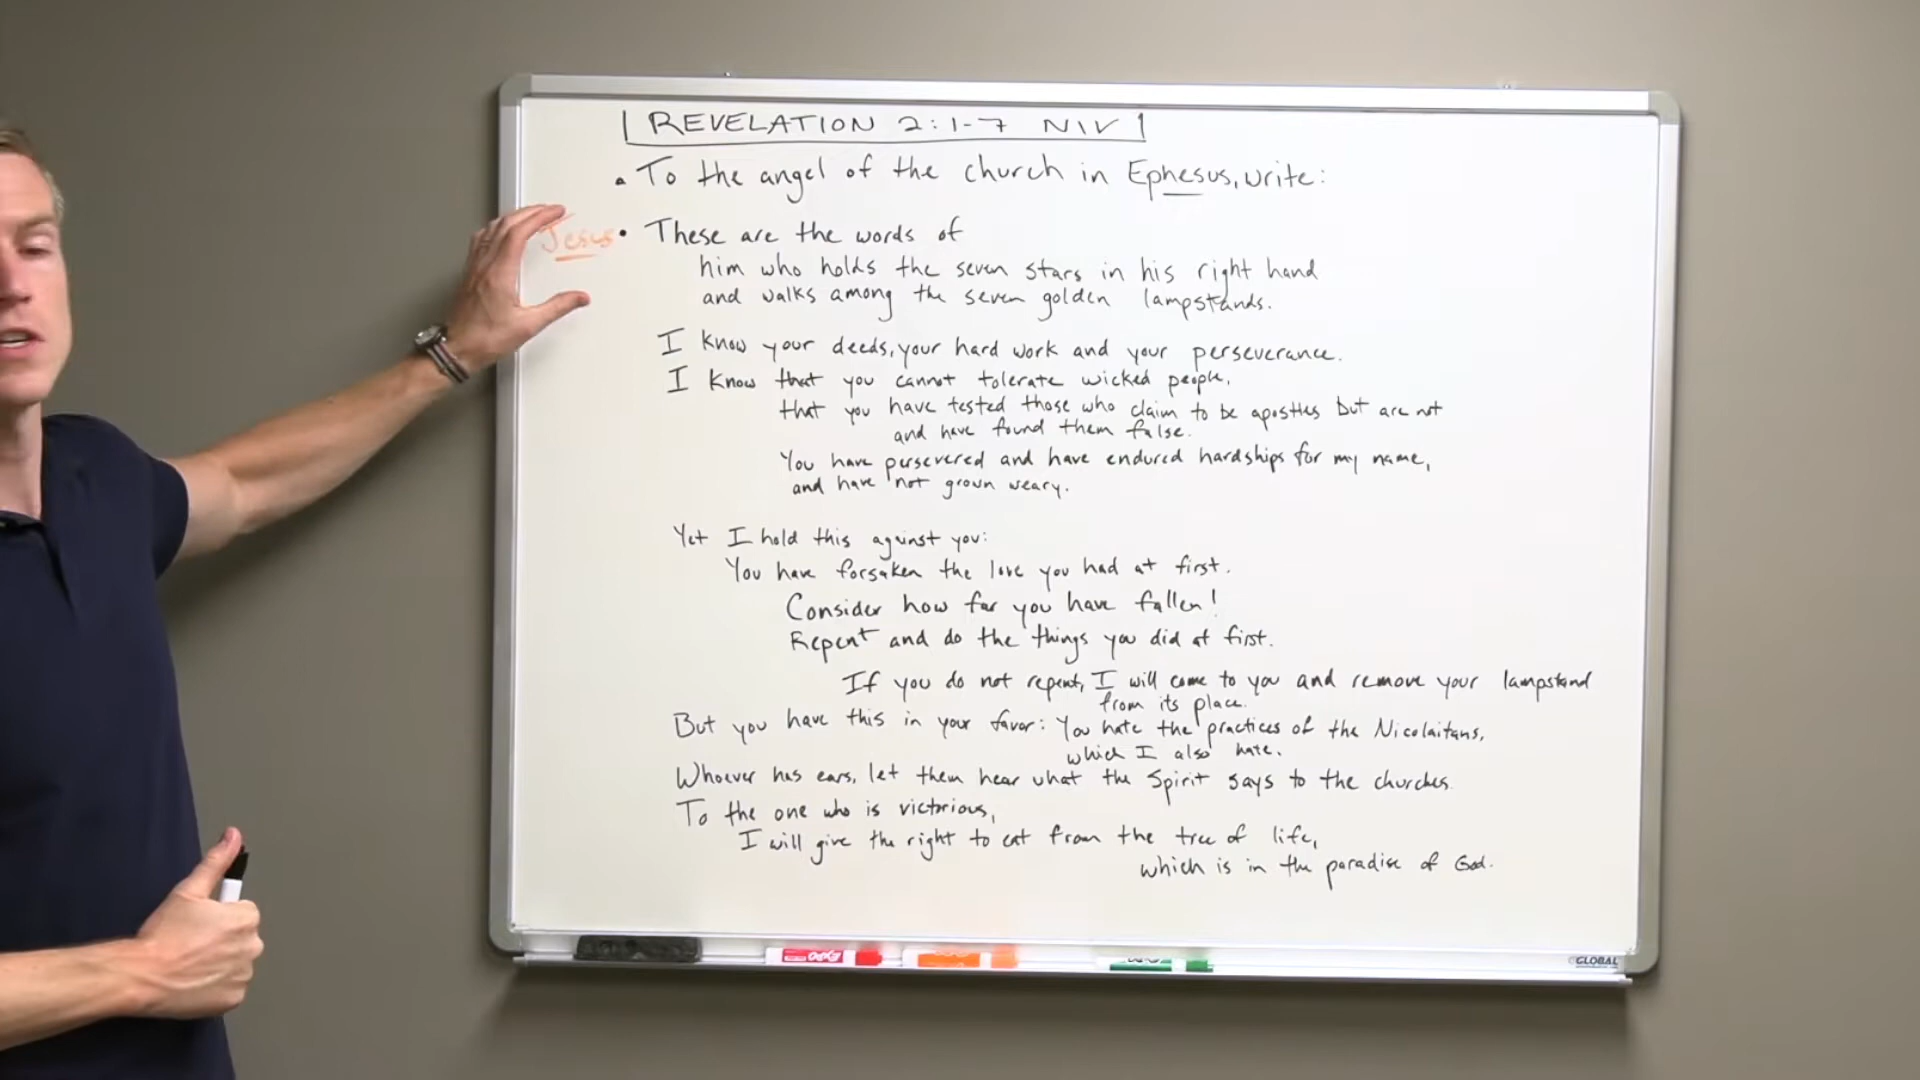 REVELATION 2:1-7 NIV
• To the angel of the church in Ephesus, write:
Jesus • These are the words of
him who holds the seven stars in his right hand
and walks among the seven golden lampstands.
I know your deeds, your hard work and your perseverance.
I know that you cannot tolerate wicked people,
that you have tested those who claim to be apostles but are not
and have found them false.
You have persevered and have endured hardships for my name,
and have not grown weary.
Yet I hold this against you:
You have forsaken the love you had at first.
Consider how far you have fallen!
Repent and do the things you did at first.
If you do not repent, I will come to you and remove your lampstand
from its place.
But you have this in your favor: You hate the practices of the Nicolaitans,
which I also hate.
Whoever has ears, let them hear what the Spirit says to the churches.
To the one who is victorious,
I will give the right to eat from the tree of life,
which is in the paradise of God.
GLOBAL